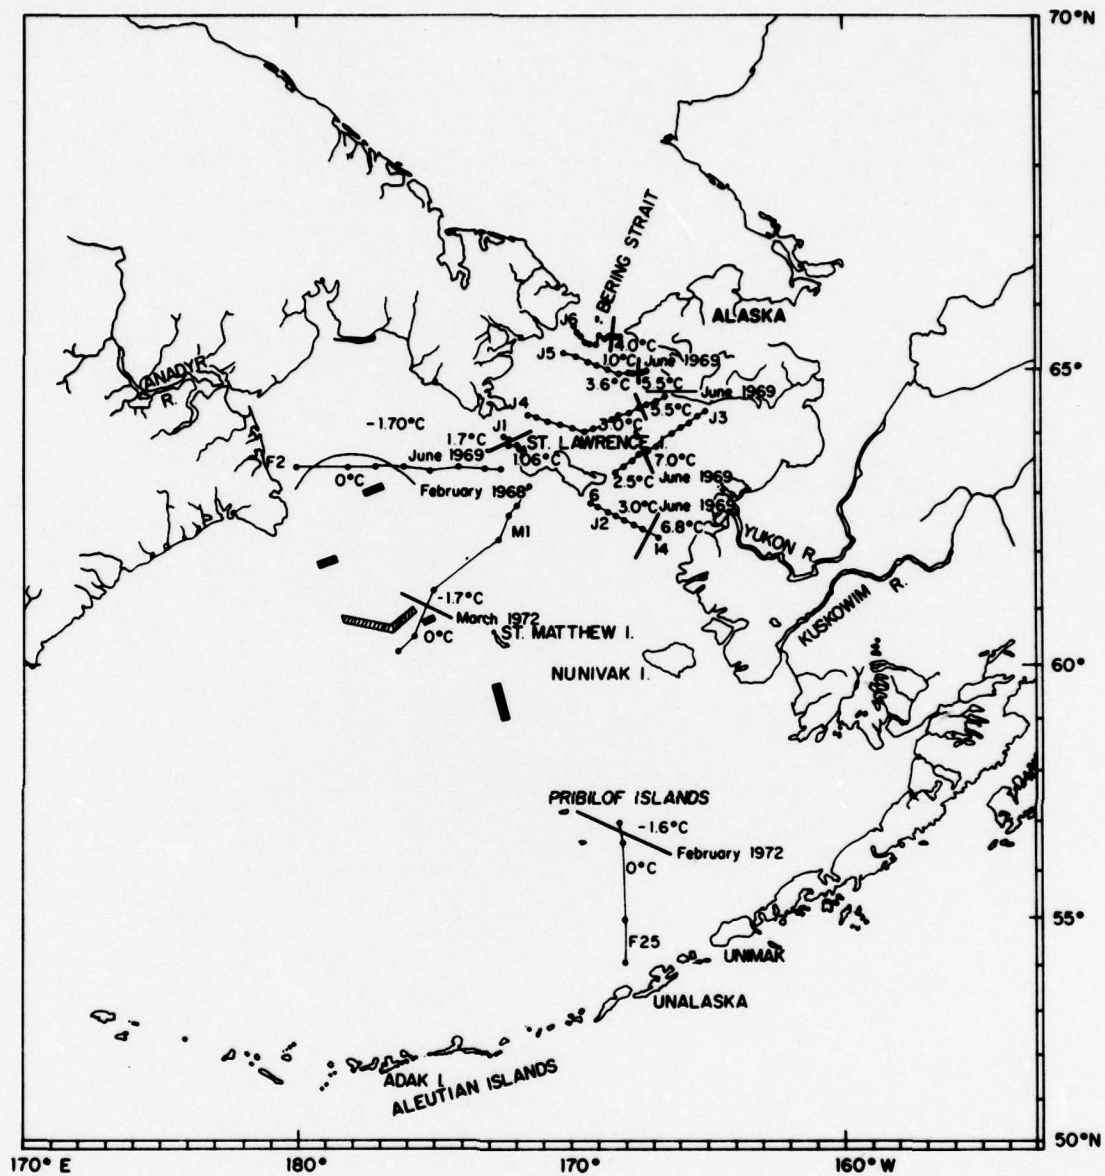 70°N
BERING STRAIT
J6
ALASKA
4.0°C
J5
1.0°C
June 1969
65°
ANADYR
R.
3.6°C
5.5°C
June 1969
J4
5.5°C
J3
-1.70°C
3.0°C
J1
1.7°C
ST. LAWRENCE I.
June 1969
1.06°C
7.0°C
F2
0°C
2.5°C
June 1969
February 1968
6
3.0°C
June 1969
J2
6.8°C
M1
14
YUKON R.
-1.7°C
KUSKOWIM R.
March 1972
0°C
ST. MATTHEW I.
NUNIVAK I.
60°
PRIBILOF ISLANDS
-1.6°C
February 1972
0°C
55°
F25
UNIMAK
UNALASKA
ADAK I.
ALEUTIAN ISLANDS
50°N
170°E
180°
170°
160°W